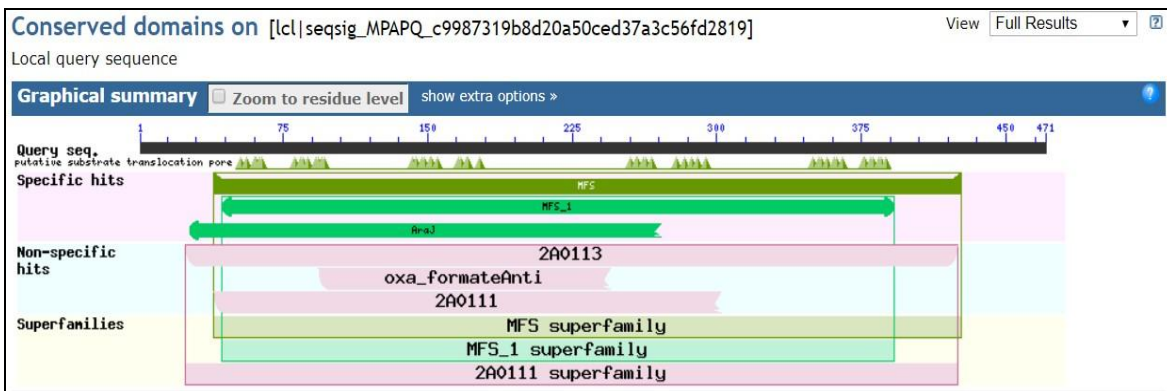 Conserved domains on [lcl|seqsig_MPAPQ_c9987319b8d20a50ced37a3c56fd2819]
View Full Results
Local query sequence
Graphical summary Zoom to residue level show extra options »
1 75 150 225 300 375 450 471
Query seq.
putative substrate translocation pore
Specific hits
MFS
MFS_1
AraJ
Non-specific hits
2A0113
oxa_formateAnti
2A0111
Superfamilies
MFS superfamily
MFS_1 superfamily
2A0111 superfamily